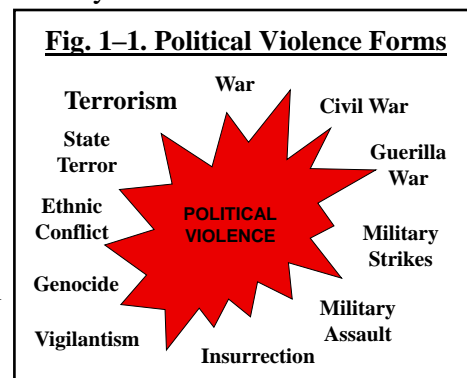 Fig. 1–1. Political Violence Forms
War
Terrorism
Civil War
State
Terror
Guerilla
War
Ethnic
Conflict
POLITICAL
VIOLENCE
Military
Strikes
Genocide
Military
Assault
Vigilantism
Insurrection